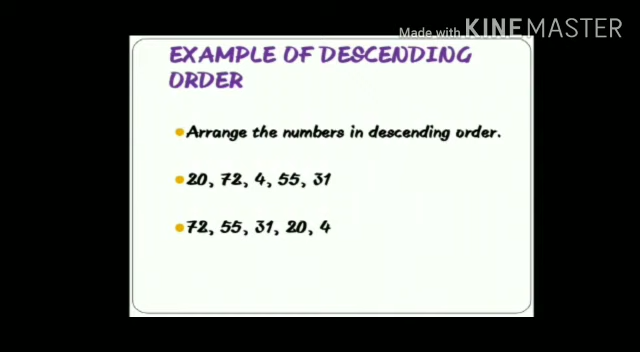 Made with KINEMASTER
EXAMPLE OF DESCENDING
ORDER
Arrange the numbers in descending order.
20, 72, 4, 55, 31
72, 55, 31, 20, 4